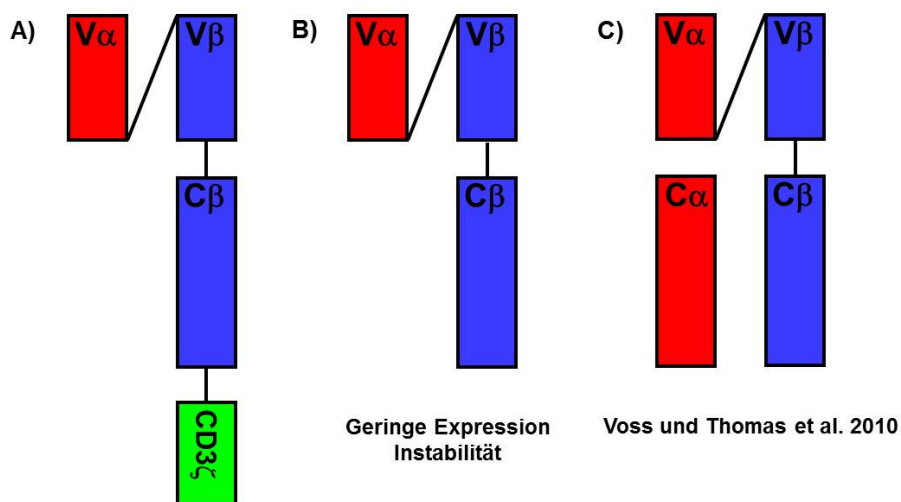 A)
Vα
Vβ
Cβ
CD3ζ
B)
Vα
Vβ
Cβ
Geringe Expression
Instabilität
C)
Vα
Vβ
Cα
Cβ
Voss und Thomas et al. 2010